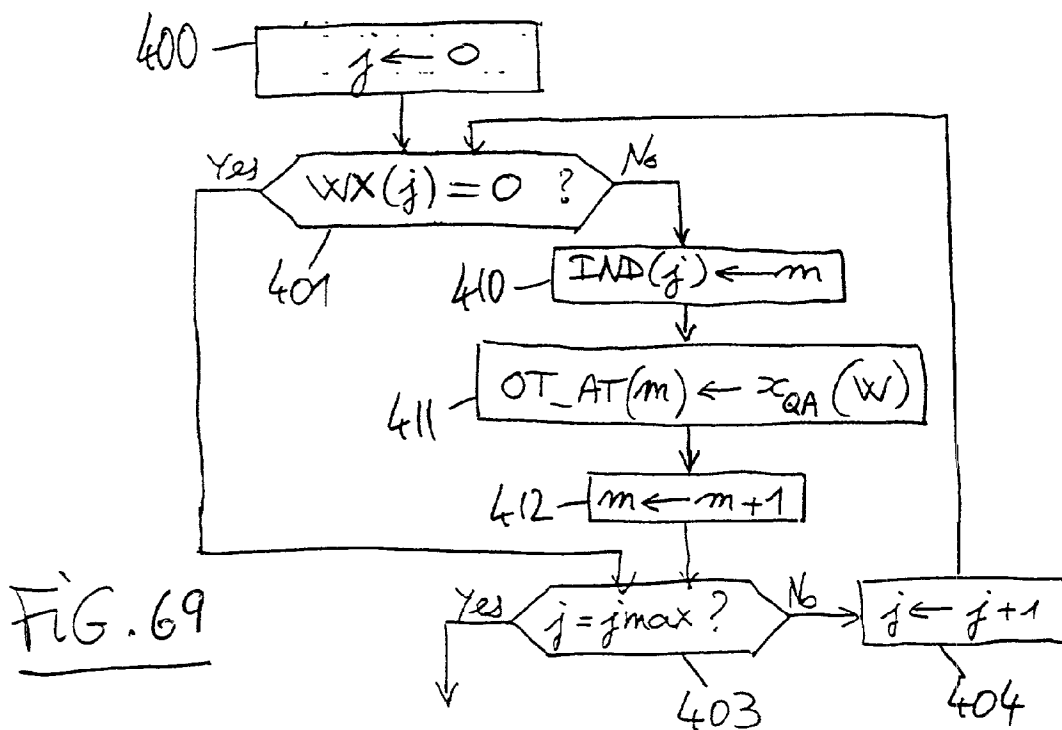 400
j ← 0
Yes
WX(j) = 0 ?
No
401
410
IND(j) ← m
411
OT_AT(m) ← x_QA (W)
412
m ← m+1
FiG. 69
Yes
j = jmax ?
No
j ← j+1
403
404